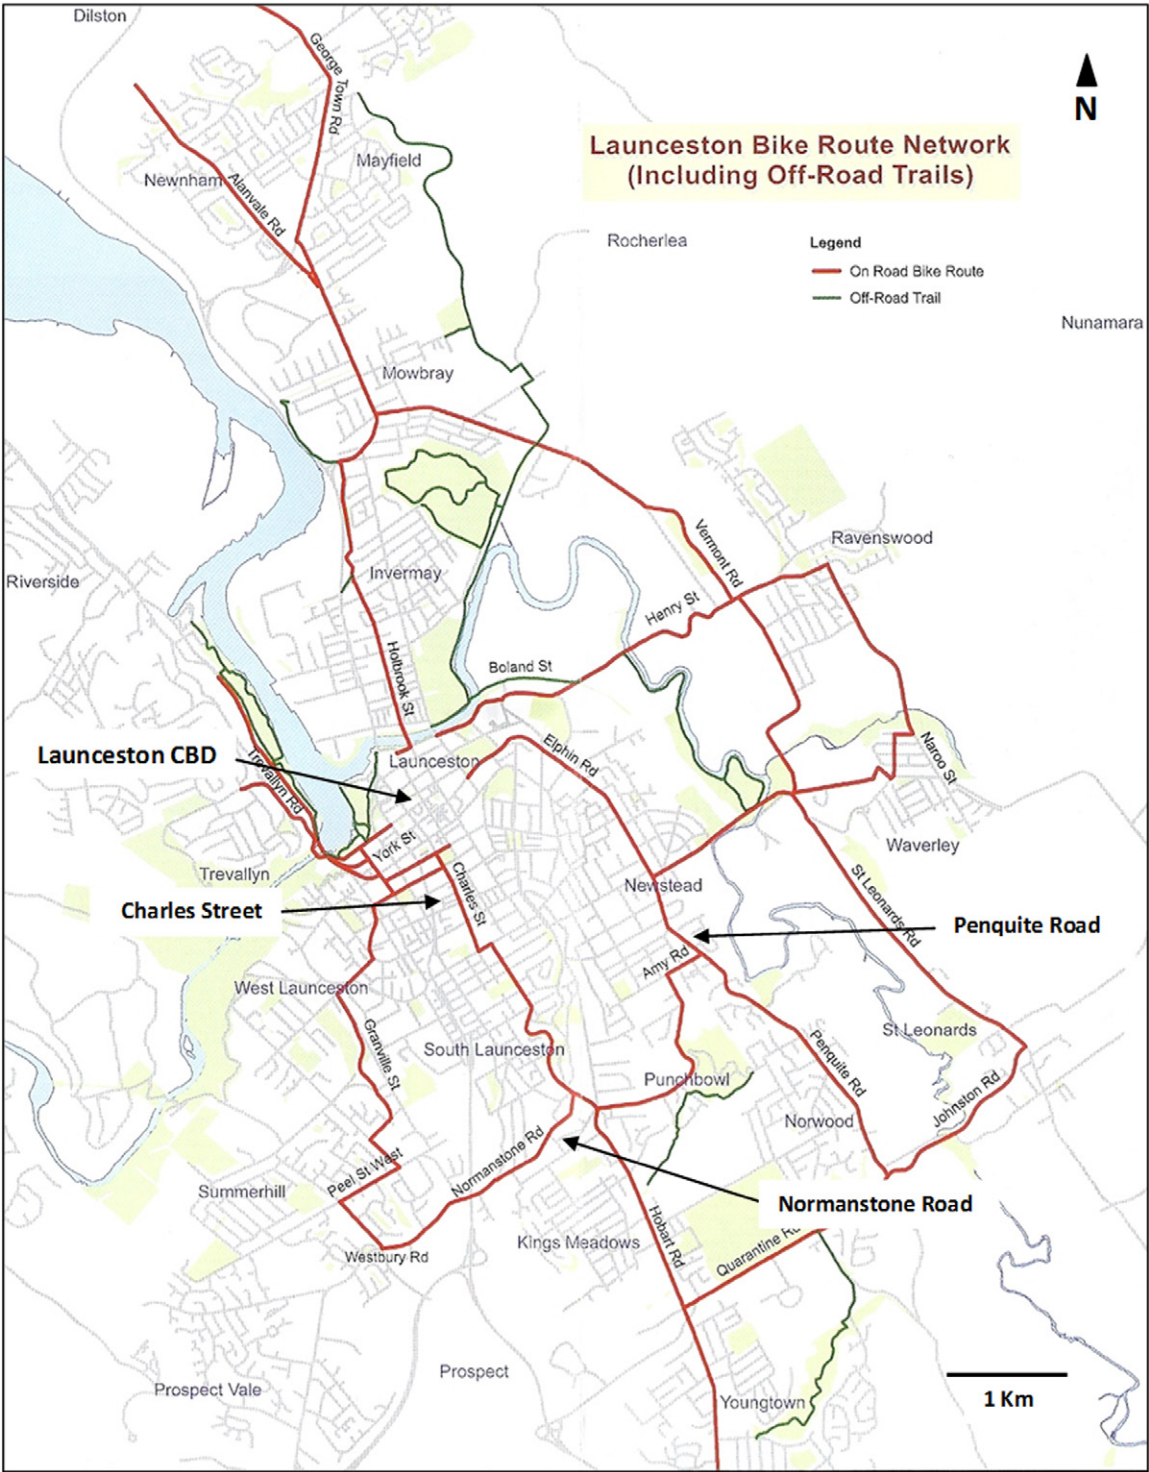 Dilston
George Town Rd
N
Launceston Bike Route Network
(Including Off-Road Trails)
Mayfield
Newnham
Alanvale Rd
Rocherlea
Legend
On Road Bike Route
Off-Road Trail
Nunamara
Mowbray
Vermont Rd
Ravenswood
Invermay
Riverside
Henry St
Holbrook St
Boland St
Launceston CBD
Launceston
Elphin Rd
Naroo St
Trevallyn Rd
York St
Waverley
Trevallyn
Newstead
St Leonards Rd
Charles Street
Charles St
Penquite Road
Amy Rd
West Launceston
St Leonards
Granville St
South Launceston
Punchbowl
Penquite Rd
Johnston Rd
Norwood
Normanstone Rd
Peel St West
Summerhill
Normanstone Road
Kings Meadows
Hobart Rd
Quarantine Rd
Westbury Rd
Prospect
Prospect Vale
Youngtown
1 Km